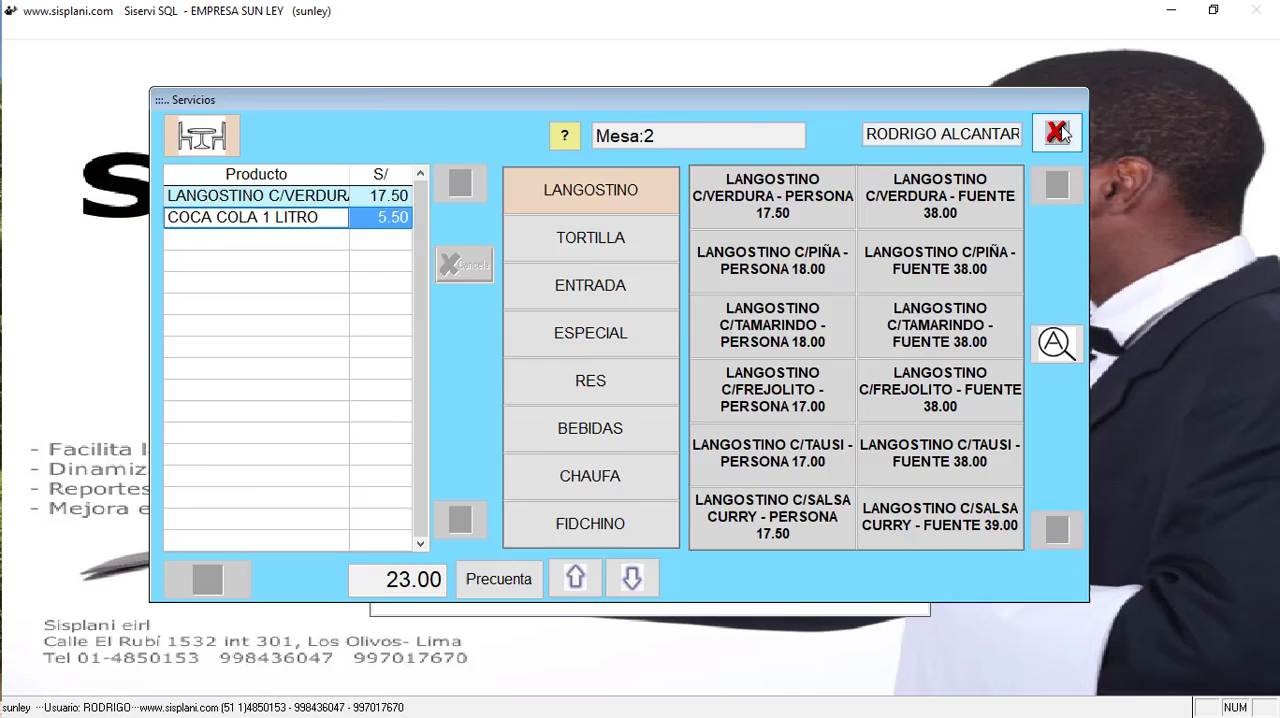 www.sisplani.com Siservi SQL - EMPRESA SUN LEY (sunley)
:::.. Servicios
? Mesa:2 RODRIGO ALCANTAR X
Producto S/
LANGOSTINO C/VERDURA 17.50
COCA COLA 1 LITRO 5.50
Cancela
LANGOSTINO
TORTILLA
ENTRADA
ESPECIAL
RES
BEBIDAS
CHAUFA
FIDCHINO
LANGOSTINO
C/VERDURA - PERSONA
17.50
LANGOSTINO
C/VERDURA - FUENTE
38.00
LANGOSTINO C/PIÑA -
PERSONA 18.00
LANGOSTINO C/PIÑA -
FUENTE 38.00
LANGOSTINO
C/TAMARINDO -
PERSONA 18.00
LANGOSTINO
C/TAMARINDO -
FUENTE 38.00
LANGOSTINO
C/FREJOLITO -
PERSONA 17.00
LANGOSTINO
C/FREJOLITO - FUENTE
38.00
LANGOSTINO C/TAUSI -
PERSONA 17.00
LANGOSTINO C/TAUSI -
FUENTE 38.00
LANGOSTINO C/SALSA
CURRY - PERSONA
17.50
LANGOSTINO C/SALSA
CURRY - FUENTE 39.00
A
23.00 Precuenta
S
- Facilita
- Dinamiz
- Reportes
- Mejora
Sisplani eirl
Calle El Rubí 1532 int 301, Los Olivos- Lima
Tel 01-4850153 998436047 997017670
sunley ···Usuario: RODRIGO···www.sisplani.com (51 1)4850153 - 998436047 - 997017670 NUM